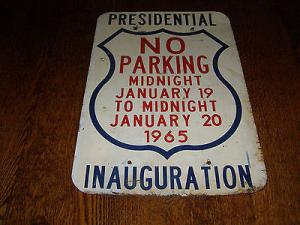 PRESIDENTIAL
NO
PARKING
MIDNIGHT
JANUARY 19
TO MIDNIGHT
JANUARY 20
1965
INAUGURATION